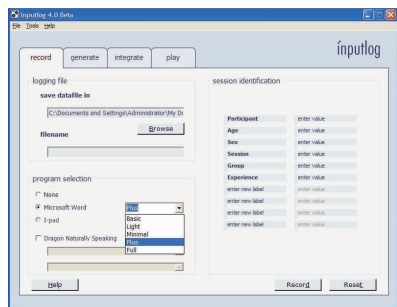 Inputlog 4.0 Beta
File Tools Help
record generate integrate play
inputlog
logging file
save datafile in
C:\Documents and Settings\Administrator\My Do
Browse
filename
program selection
None
Microsoft Word
Plus
I-pad
Basic
Light
Minimal
Plus
Full
Dragon Naturally Speaking
session identification
Participant enter value
Age enter value
Sex enter value
Session enter value
Group enter value
Experience enter value
enter new label enter value
enter new label enter value
enter new label enter value
enter new label enter value
Help
Record
Reset